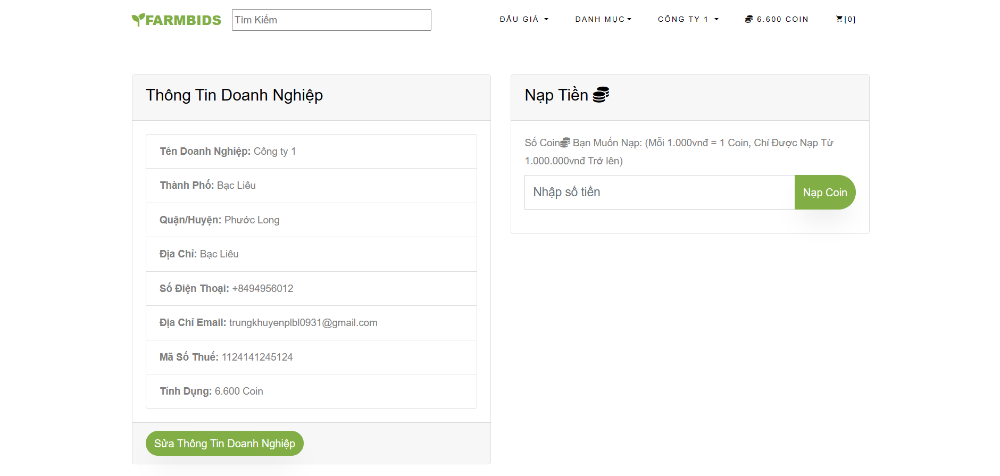 FARMBIDS
Tìm Kiếm
ĐẤU GIÁ
DANH MỤC
CÔNG TY 1
6.600 COIN
[0]
Thông Tin Doanh Nghiệp
Tên Doanh Nghiệp: Công ty 1
Thành Phố: Bạc Liêu
Quận/Huyện: Phước Long
Địa Chỉ: Bạc Liêu
Số Điện Thoại: +8494956012
Địa Chỉ Email: trungkhuyenplbl0931@gmail.com
Mã Số Thuế: 1124141245124
Tính Dụng: 6.600 Coin
Sửa Thông Tin Doanh Nghiệp
Nạp Tiền
Số Coin Bạn Muốn Nạp: (Mỗi 1.000vnđ = 1 Coin, Chỉ Được Nạp Từ
1.000.000vnđ Trở lên)
Nhập số tiền
Nạp Coin